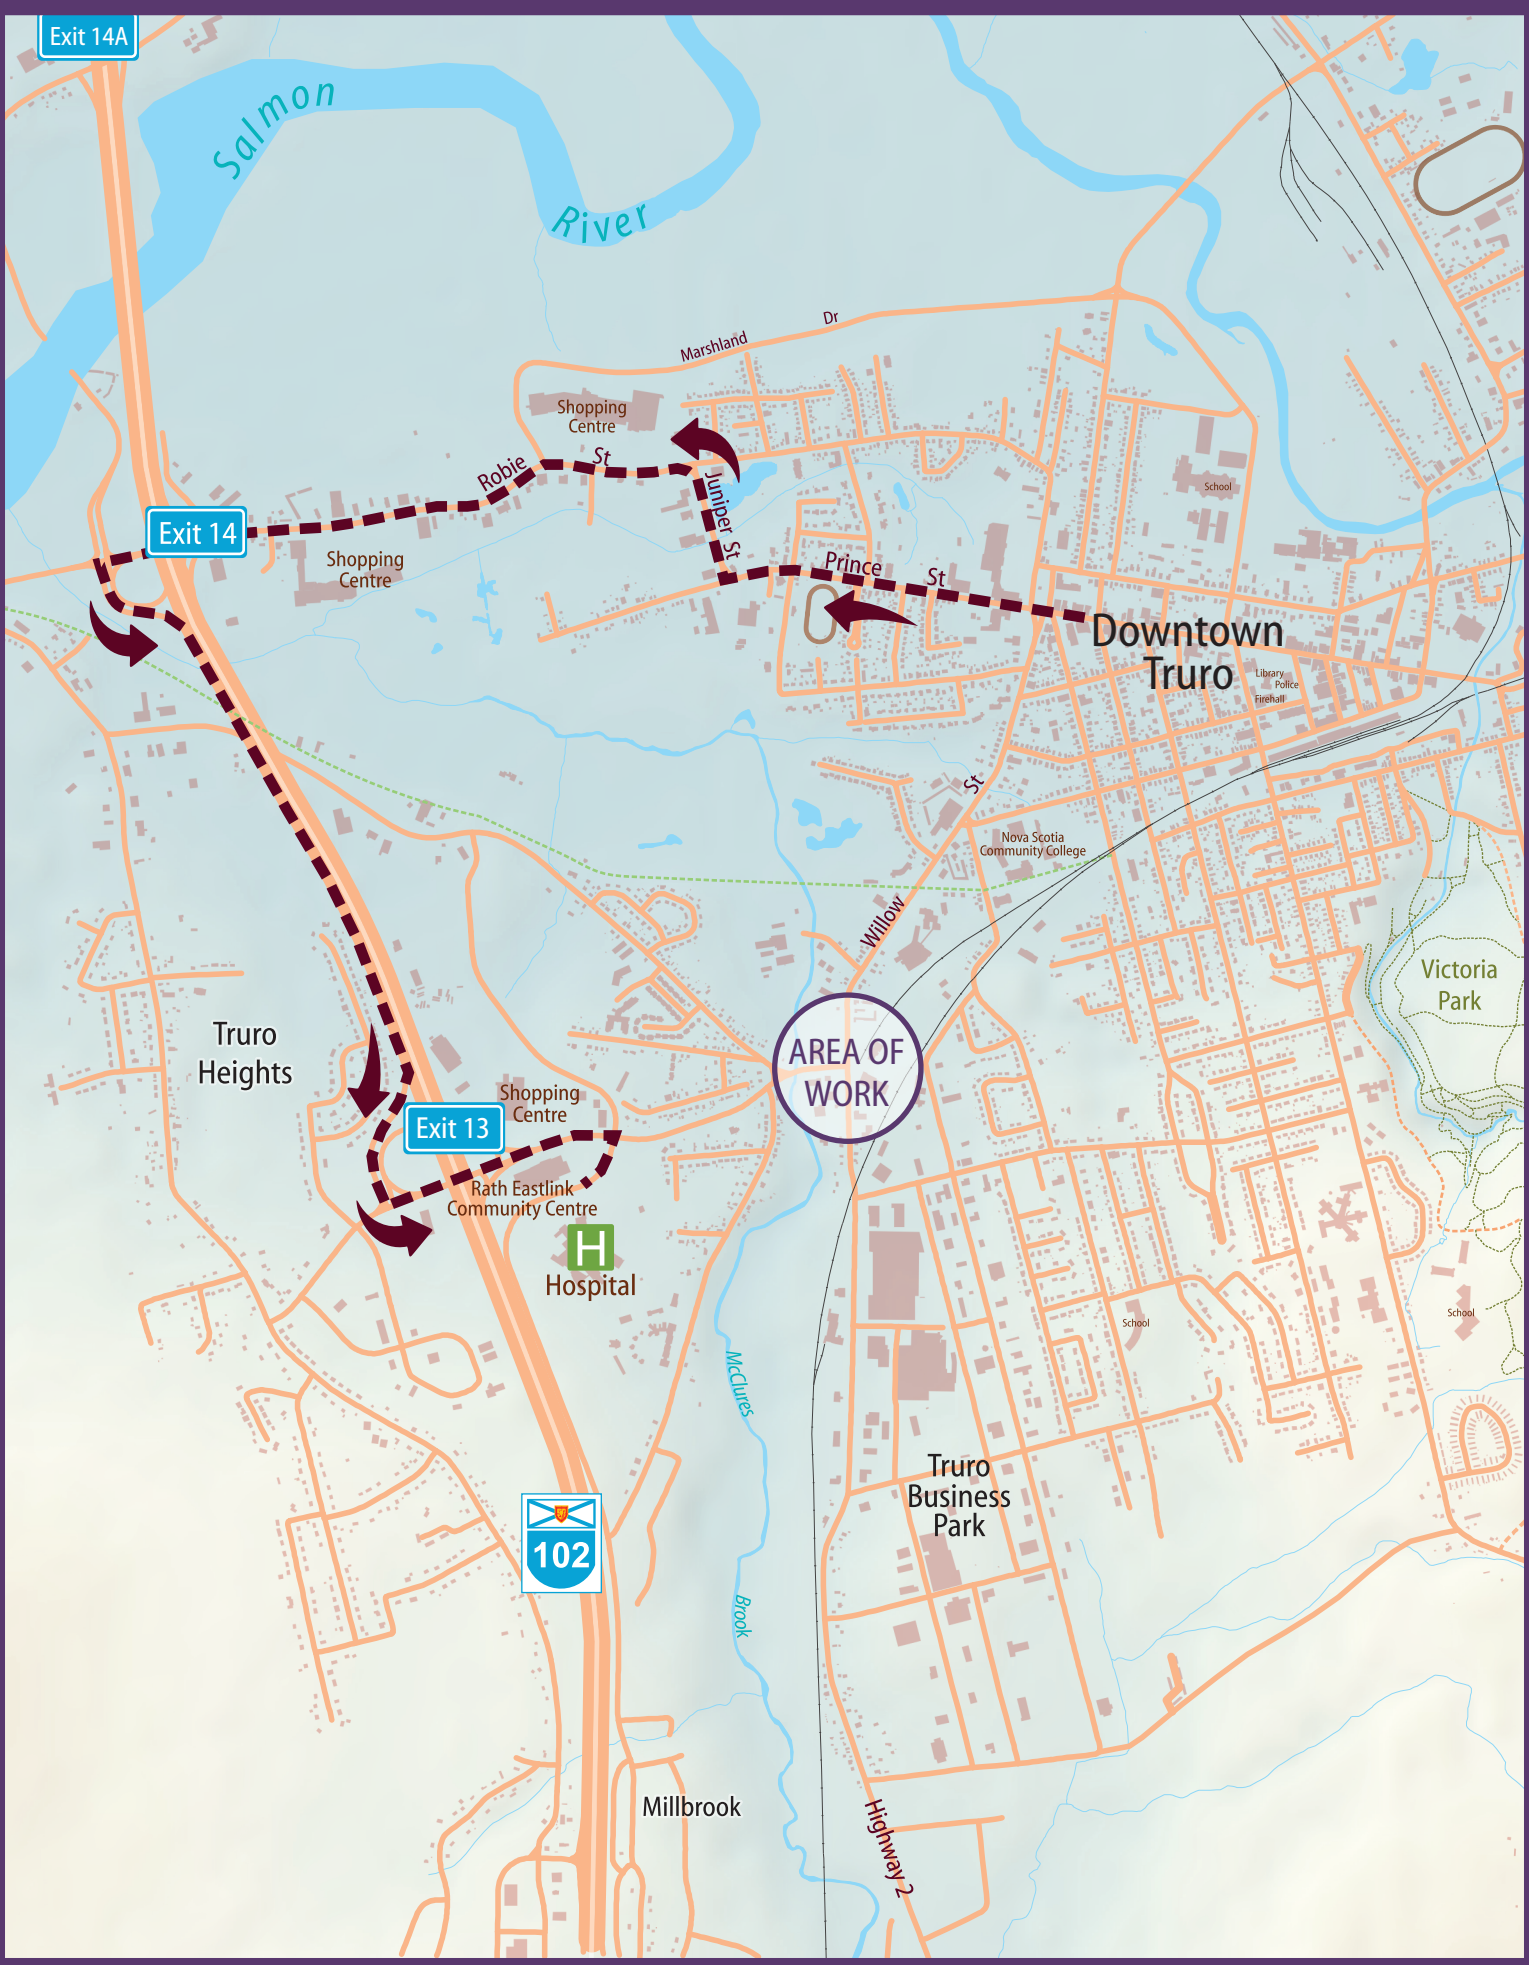 Exit 14A
Salmon
River
Marshland
Dr
Shopping
Centre
Robie
St
Juniper St
School
Exit 14
Shopping
Centre
Prince
St
Downtown
Truro
Library
Police
Firehall
St
Nova Scotia
Community College
Willow
Victoria
Park
Truro
Heights
AREA OF
WORK
Shopping
Centre
Exit 13
Rath Eastlink
Community Centre
H
Hospital
School
School
McClures
Truro
Business
Park
102
Brook
Millbrook
Highway 2